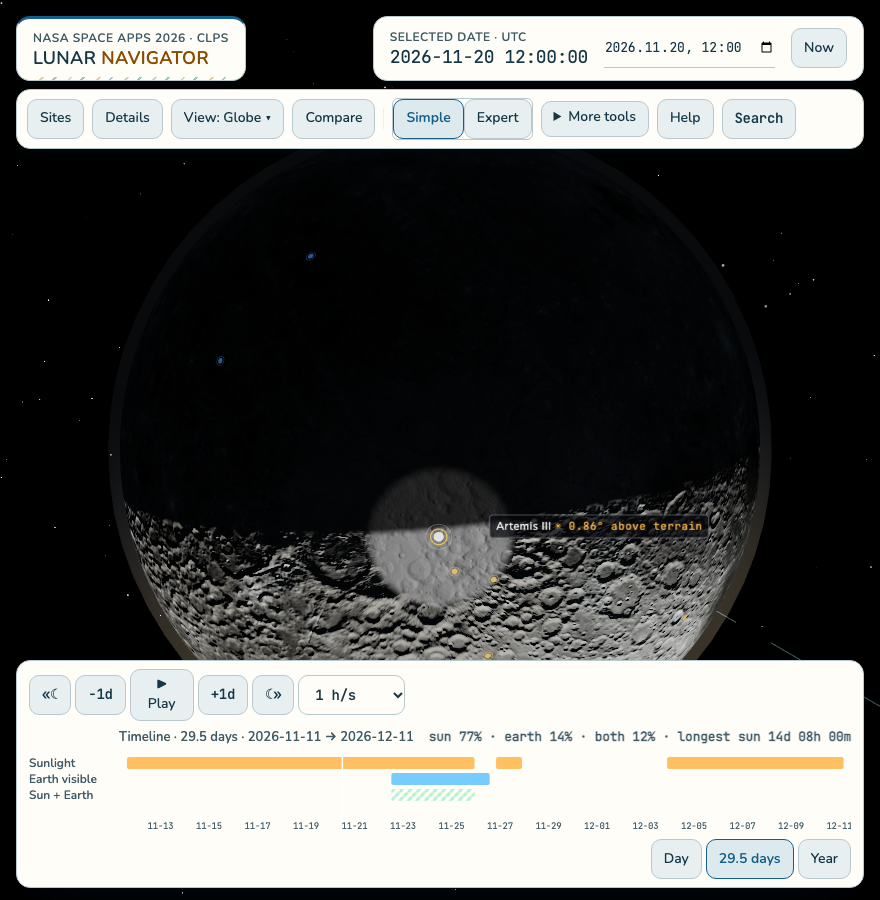 NASA SPACE APPS 2026 · CLPS
LUNAR NAVIGATOR
SELECTED DATE · UTC
2026-11-20 12:00:00
2026.11.20, 12:00
Now
Sites
Details
View: Globe ▾
Compare
Simple
Expert
▶ More tools
Help
Search
Artemis III ☀ 0.86° above terrain
«☾
-1d
▶
Play
+1d
☾»
1 h/s
Timeline · 29.5 days · 2026-11-11 → 2026-12-11 sun 77% · earth 14% · both 12% · longest sun 14d 08h 00m
Sunlight
Earth visible
Sun + Earth
11-13 11-15 11-17 11-19 11-21 11-23 11-25 11-27 11-29 12-01 12-03 12-05 12-07 12-09 12-11
Day
29.5 days
Year